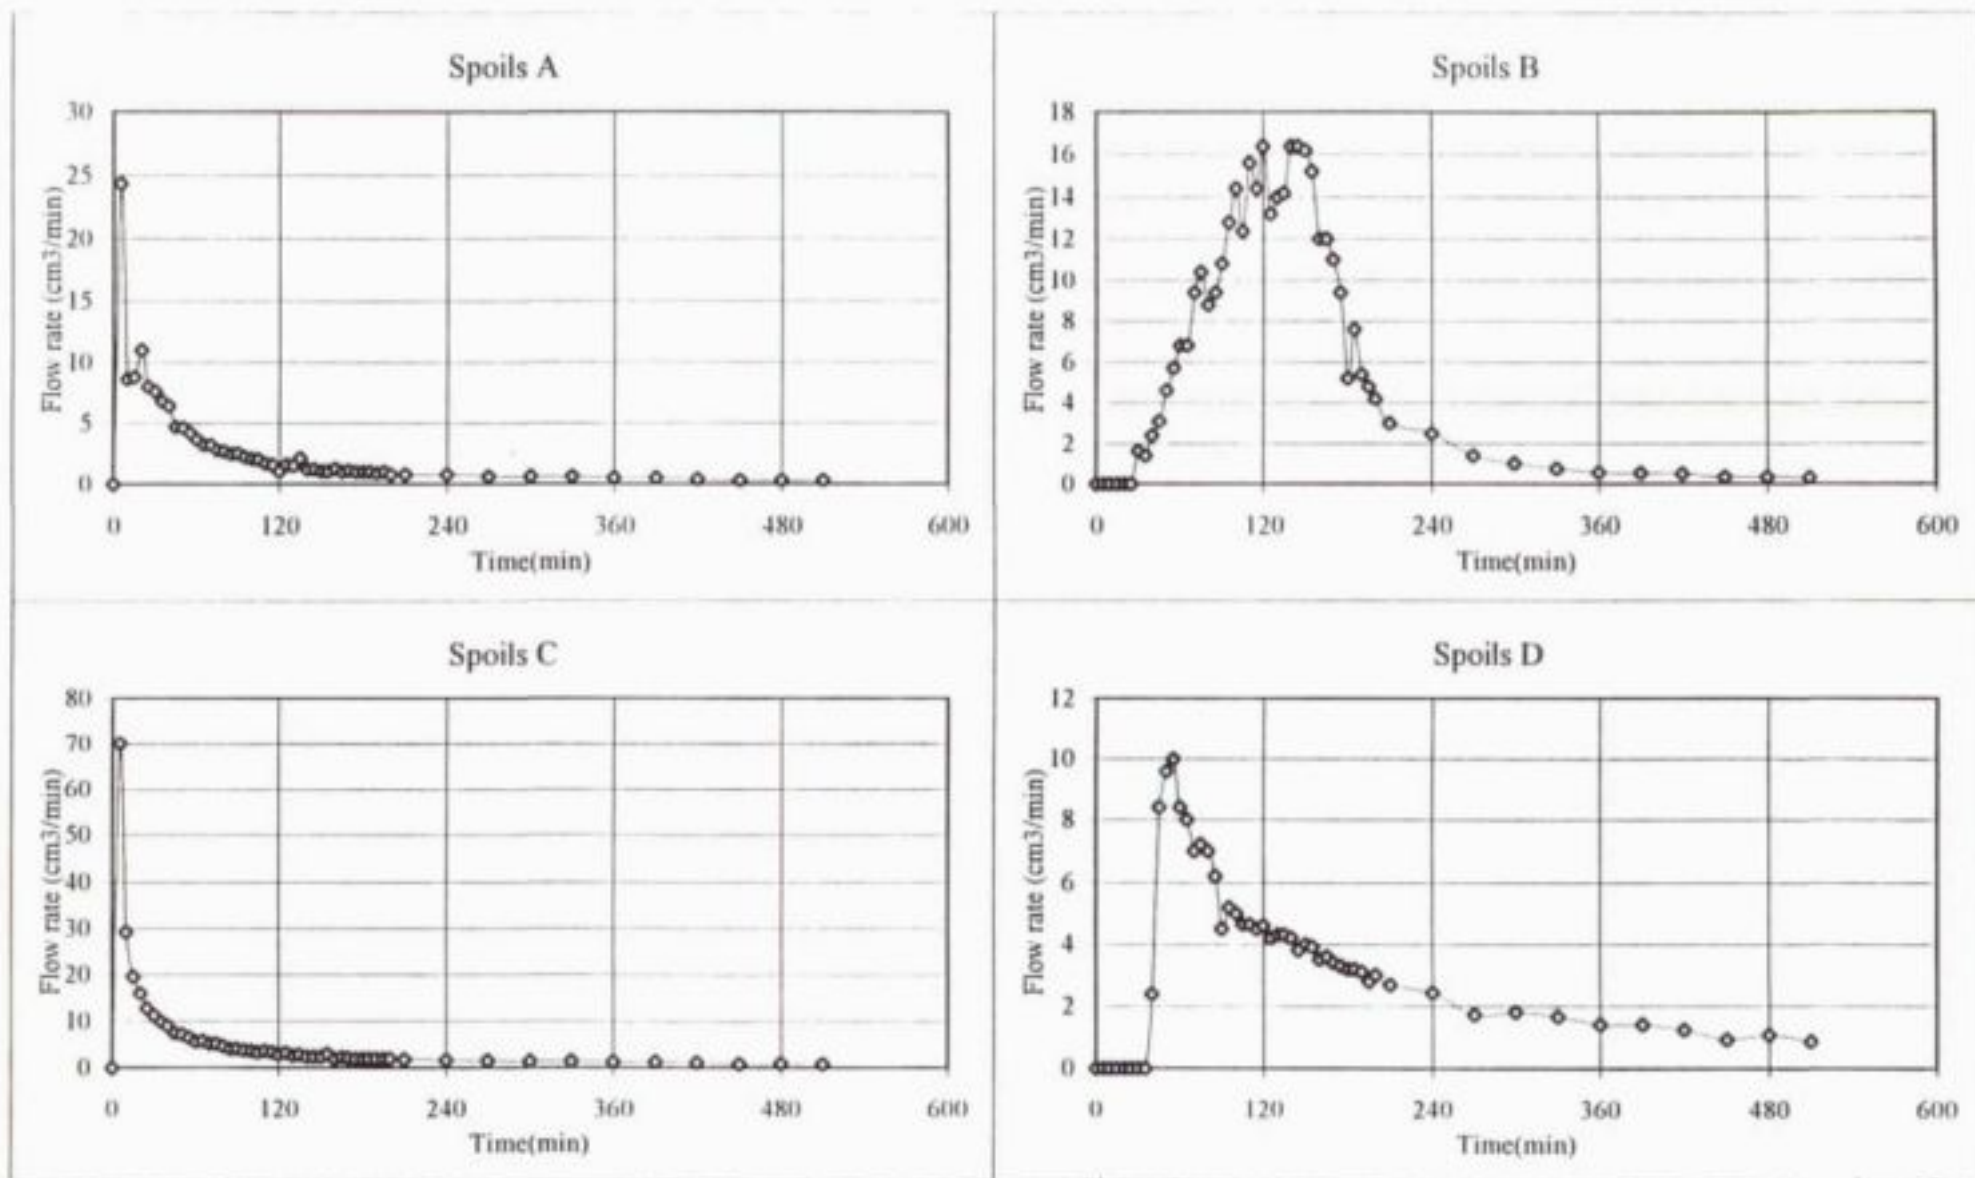 Spoils A
30
25
20
15
10
5
0
Flow rate (cm3/min)
0 120 240 360 480 600
Time(min)
Spoils B
18
16
14
12
10
8
6
4
2
0
Flow rate (cm3/min)
0 120 240 360 480 600
Time(min)
Spoils C
80
70
60
50
40
30
20
10
0
Flow rate (cm3/min)
0 120 240 360 480 600
Time(min)
Spoils D
12
10
8
6
4
2
0
Flow rate (cm3/min)
0 120 240 360 480 600
Time(min)